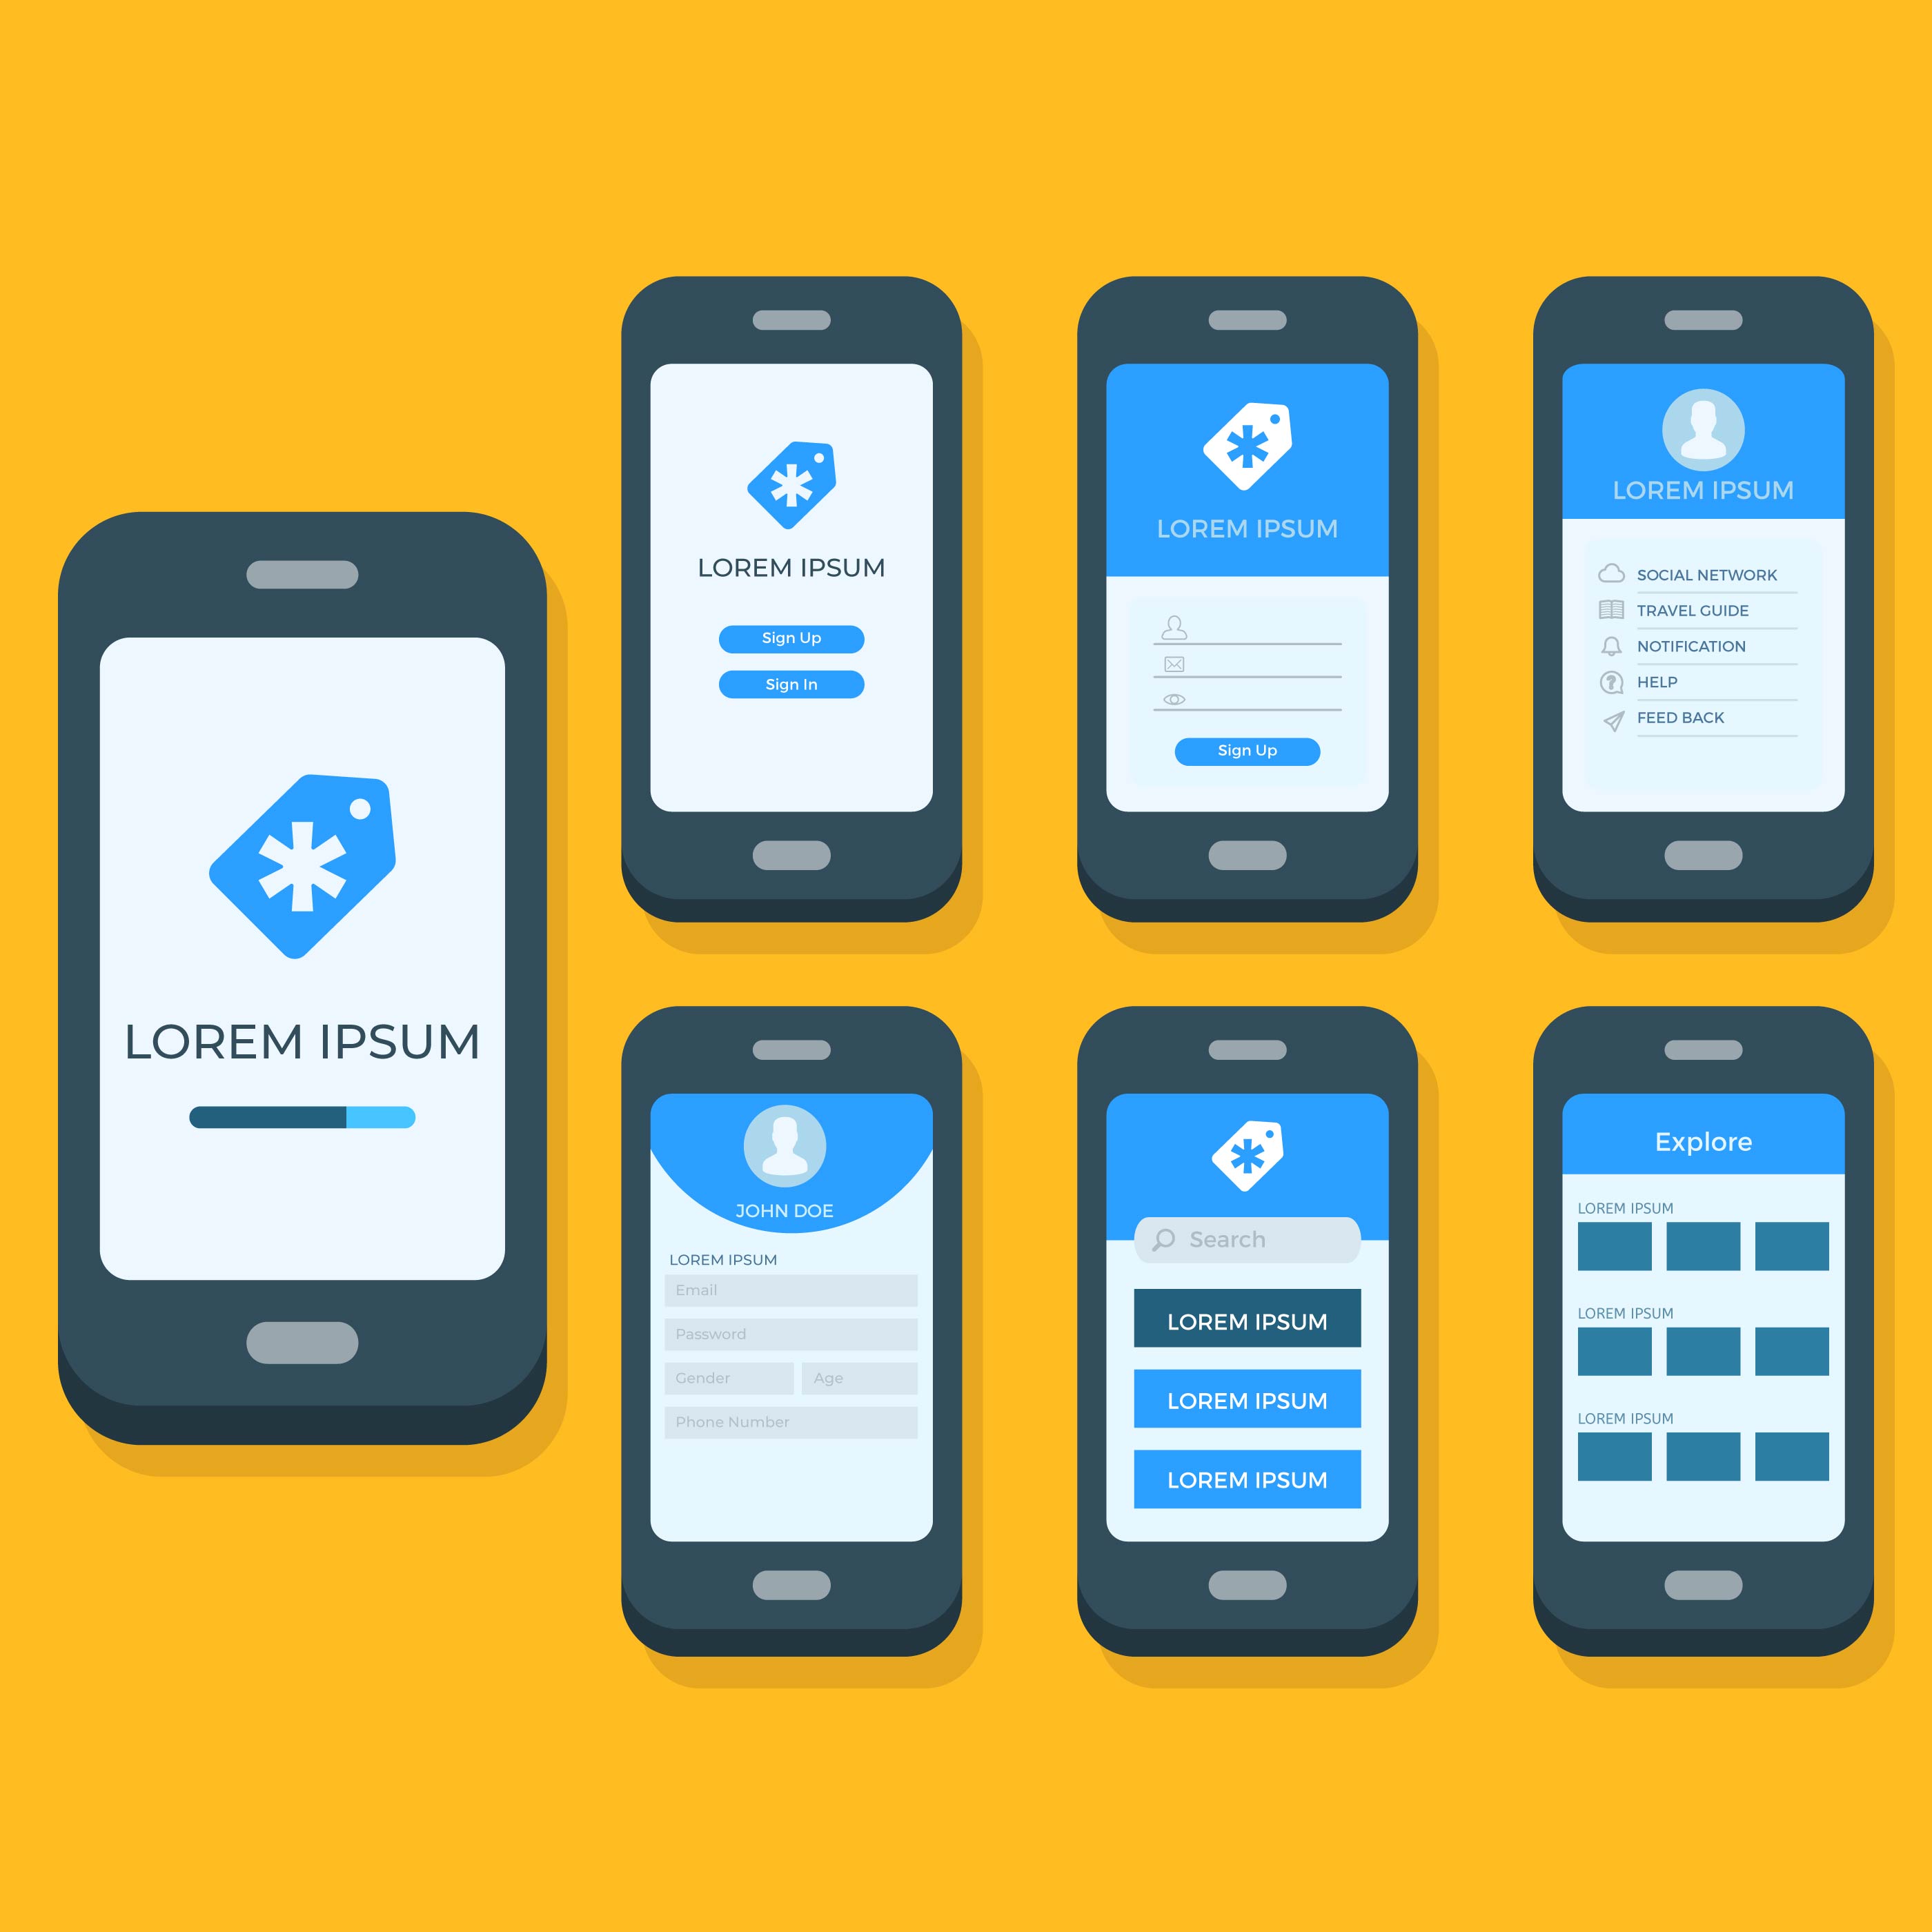 LOREM IPSUM
LOREM IPSUM
Sign Up
Sign In
LOREM IPSUM
Sign Up
LOREM IPSUM
SOCIAL NETWORK
TRAVEL GUIDE
NOTIFICATION
HELP
FEED BACK
JOHN DOE
LOREM IPSUM
Email
Password
Gender
Age
Phone Number
Search
LOREM IPSUM
LOREM IPSUM
LOREM IPSUM
Explore
LOREM IPSUM
LOREM IPSUM
LOREM IPSUM